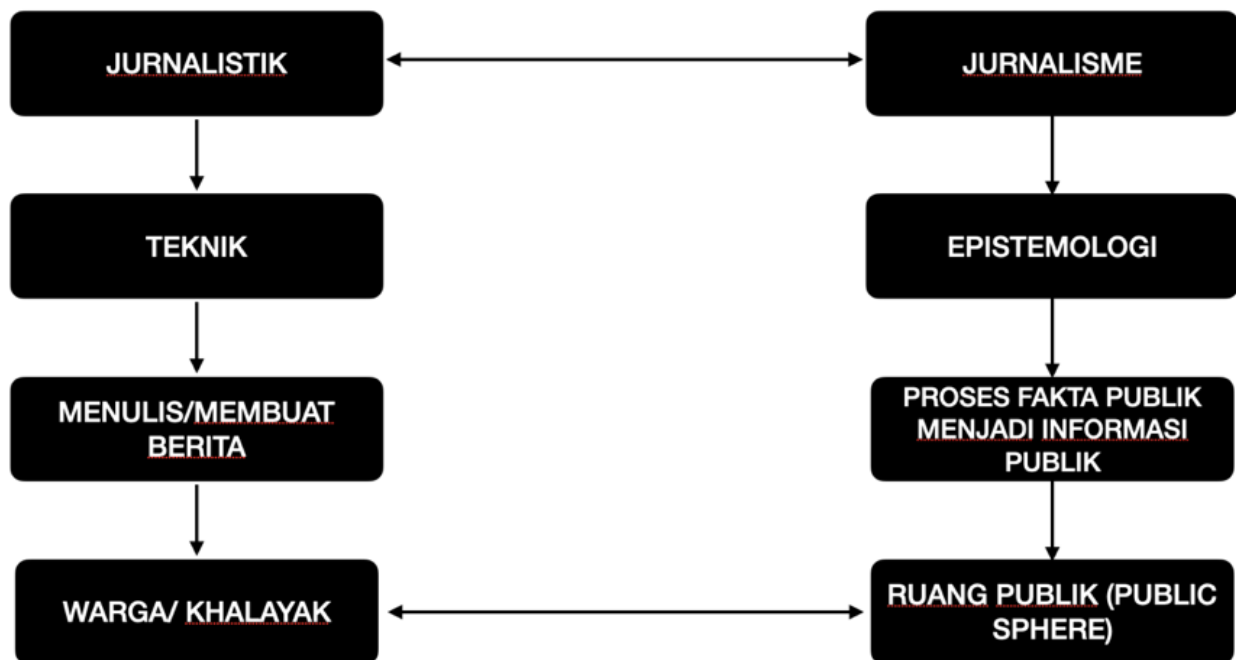 JURNALISTIK
JURNALISME
TEKNIK
EPISTEMOLOGI
MENULIS/MEMBUAT
BERITA
PROSES FAKTA PUBLIK
MENJADI INFORMASI
PUBLIK
WARGA/ KHALAYAK
RUANG PUBLIK (PUBLIC
SPHERE)